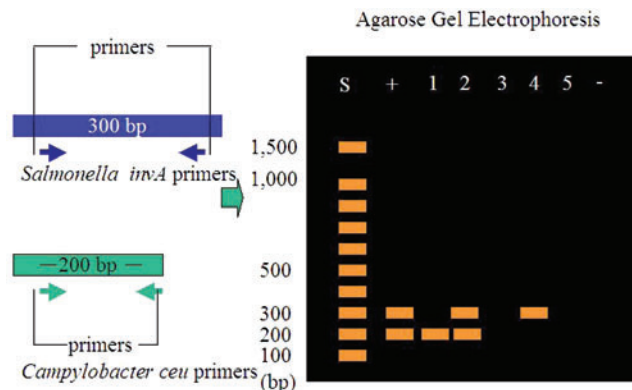 Agarose Gel Electrophoresis
primers
300 bp
Salmonella invA primers
200 bp
primers
Campylobacter ceu primers
S + 1 2 3 4 5 -
1,500
1,000
500
300
200
100
(bp)